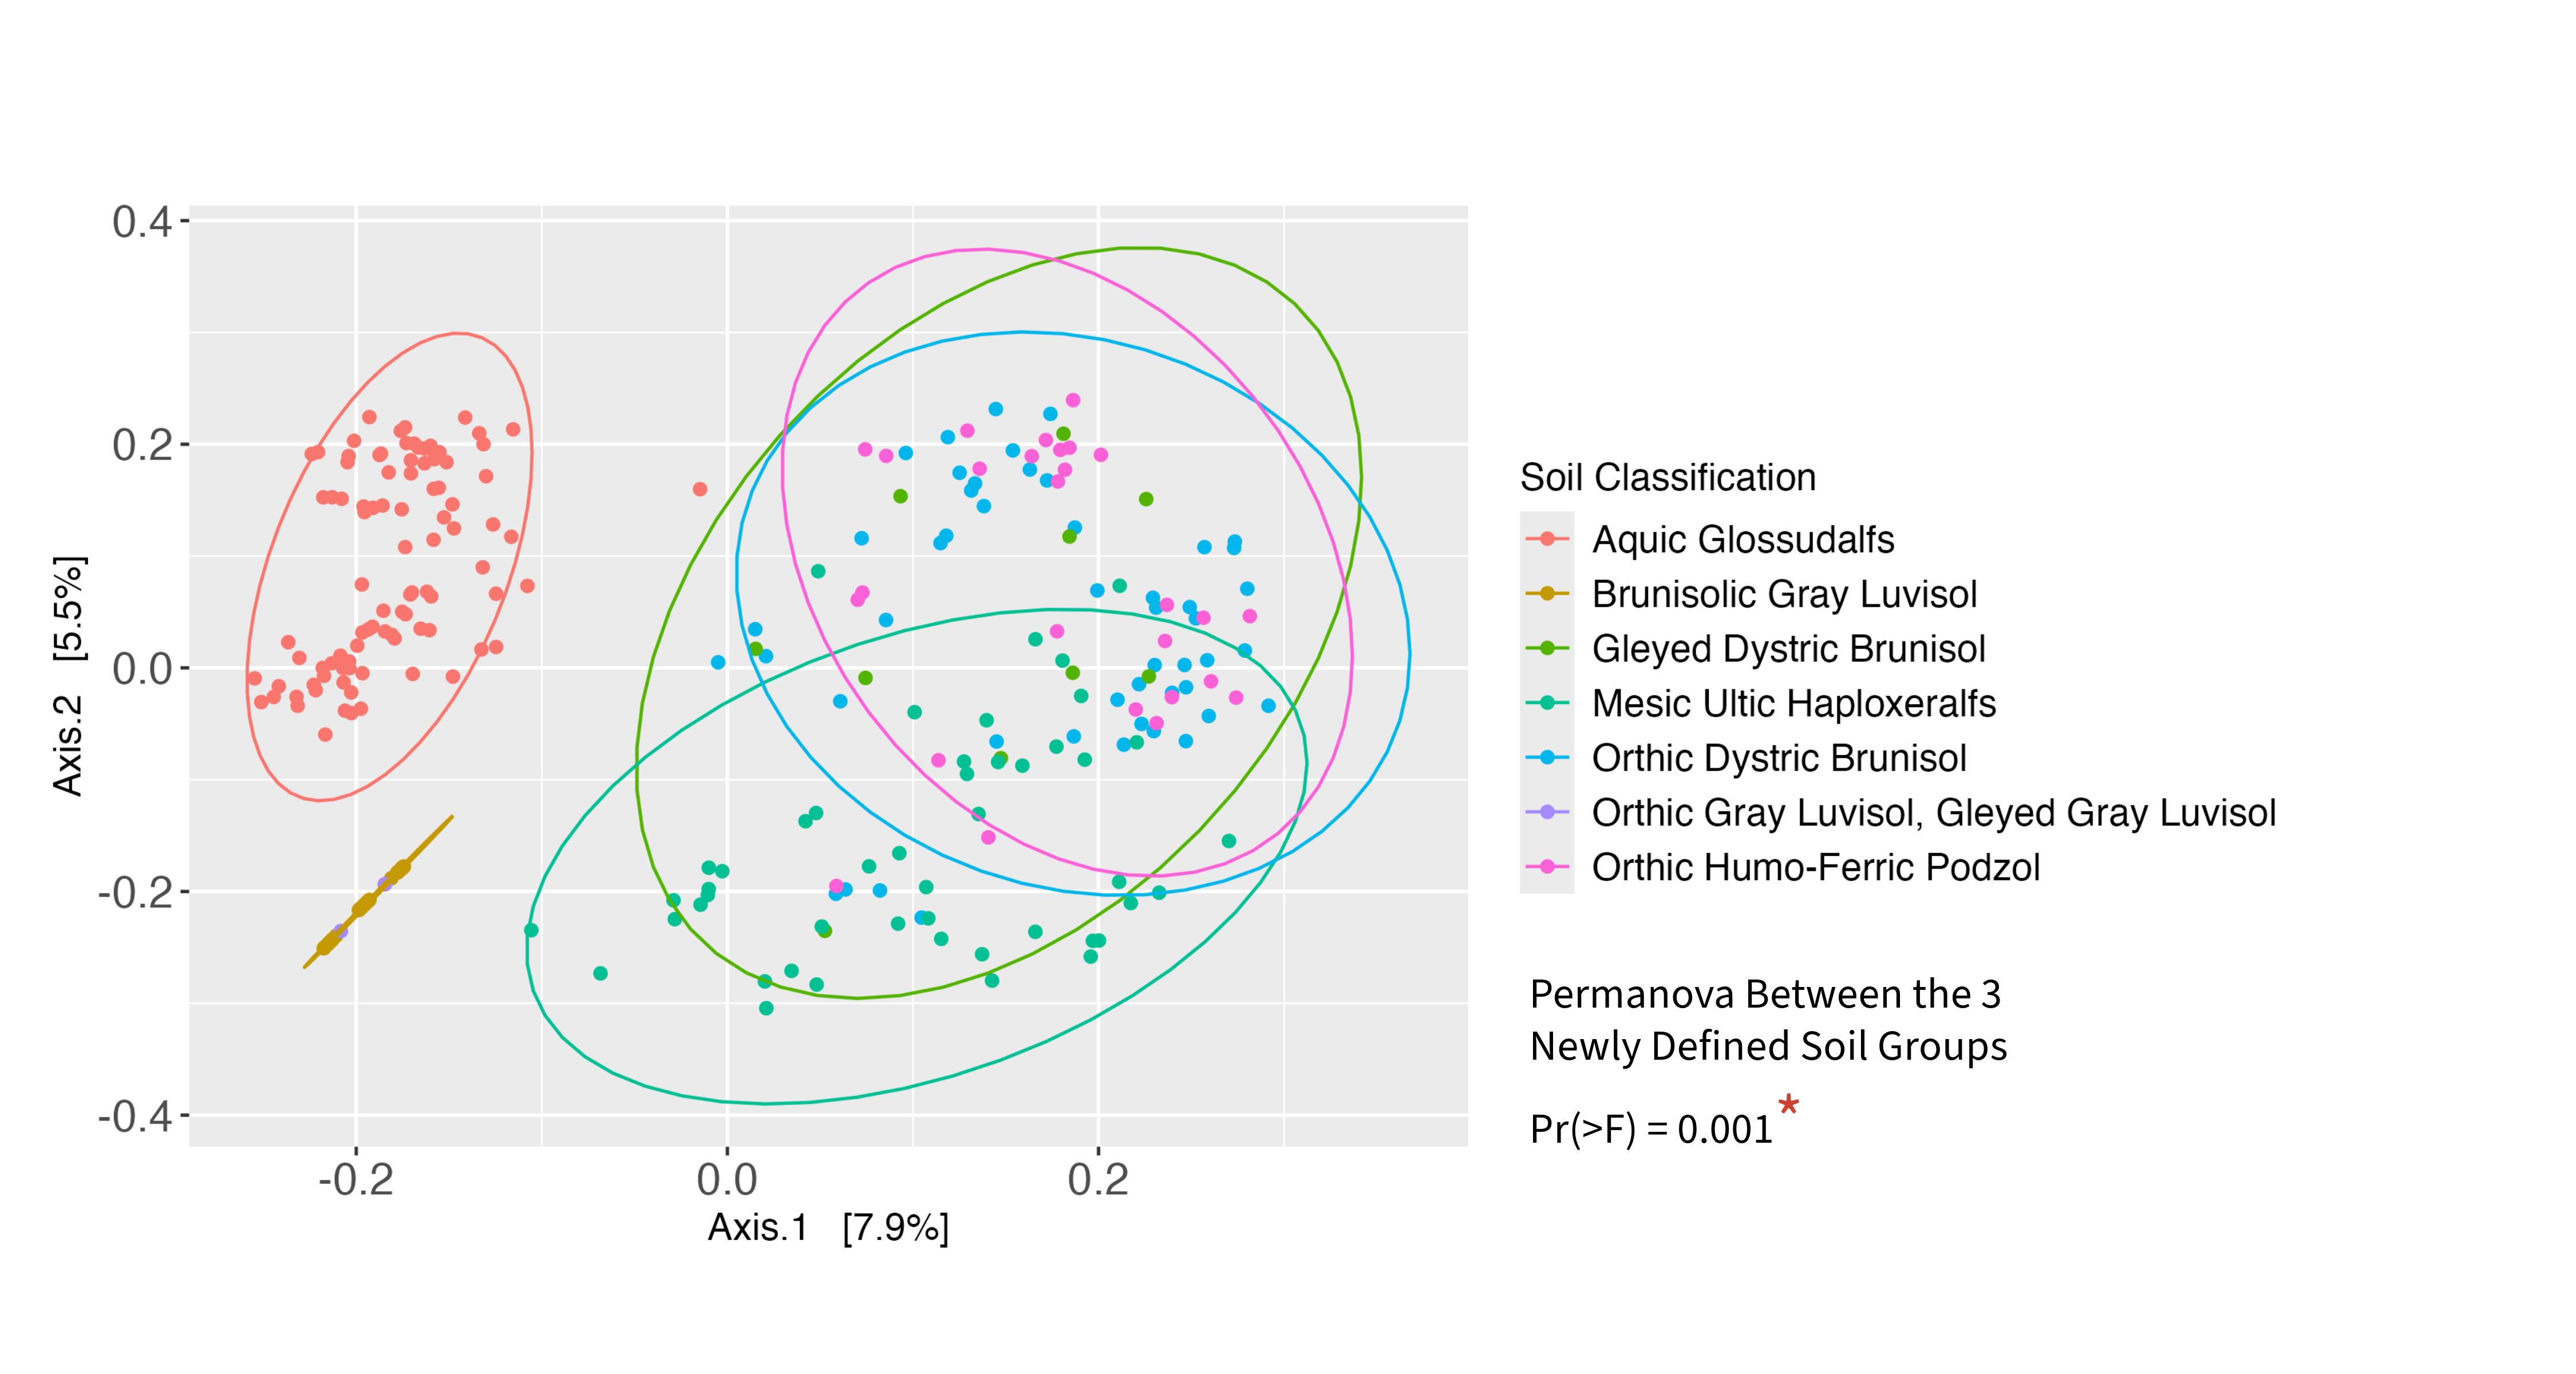 0.4
0.2
0.0
-0.2
-0.4
Axis.2 [5.5%]
-0.2 0.0 0.2
Axis.1 [7.9%]
Soil Classification
Aquic Glossudalfs
Brunisolic Gray Luvisol
Gleyed Dystric Brunisol
Mesic Ultic Haploxeralfs
Orthic Dystric Brunisol
Orthic Gray Luvisol, Gleyed Gray Luvisol
Orthic Humo-Ferric Podzol
Permanova Between the 3
Newly Defined Soil Groups
Pr(>F) = 0.001*